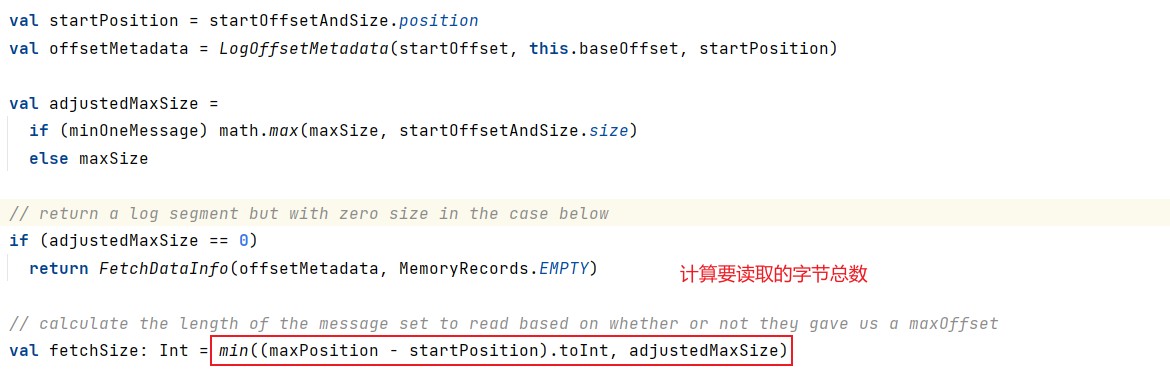 val startPosition = startOffsetAndSize.position
val offsetMetadata = LogOffsetMetadata(startOffset, this.baseOffset, startPosition)
val adjustedMaxSize =
  if (minOneMessage) math.max(maxSize, startOffsetAndSize.size)
  else maxSize
// return a log segment but with zero size in the case below
if (adjustedMaxSize == 0)
  return FetchDataInfo(offsetMetadata, MemoryRecords.EMPTY)
计算要读取的字节总数
// calculate the length of the message set to read based on whether or not they gave us a maxOffset
val fetchSize: Int = min((maxPosition - startPosition).toInt, adjustedMaxSize)